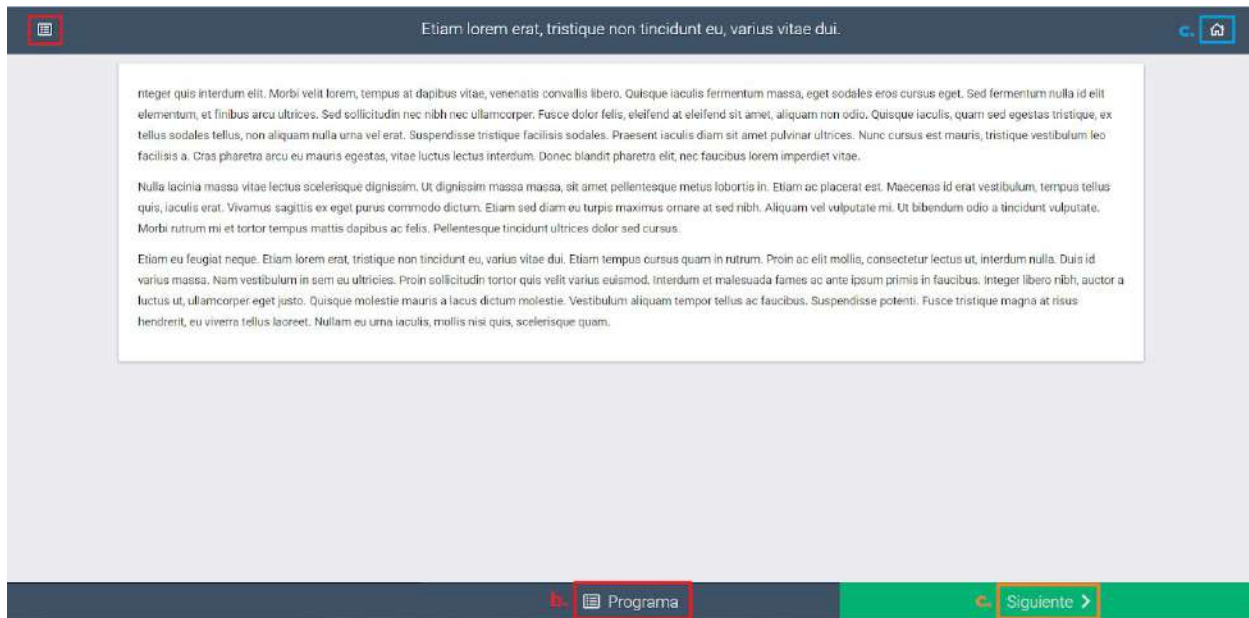 Etiam lorem erat, tristique non tincidunt eu, varius vitae dui.
c.
nteger quis interdum elit. Morbi velit lorem, tempus at dapibus vitae, venenatis convallis libero. Quisque iaculis fermentum massa, eget sodales eros cursus eget. Sed fermentum nulla id elit
elementum, et finibus arcu ultrices. Sed sollicitudin nec nibh nec ullamcorper. Fusce dolor felis, eleifend at eleifend sit amet, aliquam non odio. Quisque iaculis, quam sed egestas tristique, ex
tellus sodales tellus, non aliquam nulla urna vel erat. Suspendisse tristique facilisis sodales. Praesent iaculis diam sit amet pulvinar ultrices. Nunc cursus est mauris, tristique vestibulum leo
facilisis a. Cras pharetra arcu eu mauris egestas, vitae luctus lectus interdum. Donec blandit pharetra elit, nec faucibus lorem imperdiet vitae.
Nulla lacinia massa vitae lectus scelerisque dignissim. Ut dignissim massa massa, sit amet pellentesque metus lobortis in. Etiam ac placerat est. Maecenas id erat vestibulum, tempus tellus
quis, iaculis erat. Vivamus sagittis ex eget purus commodo dictum. Etiam sed diam eu turpis maximus ornare at sed nibh. Aliquam vel vulputate mi. Ut bibendum odio a tincidunt vulputate.
Morbi rutrum mi et tortor tempus mattis dapibus ac felis. Pellentesque tincidunt ultrices dolor sed cursus.
Etiam eu feugiat neque. Etiam lorem erat, tristique non tincidunt eu, varius vitae dui. Etiam tempus cursus quam in rutrum. Proin ac elit mollis, consectetur lectus ut, interdum nulla. Duis id
varius massa. Nam vestibulum in sem eu ultricies. Proin sollicitudin tortor quis velit varius euismod. Interdum et malesuada fames ac ante ipsum primis in faucibus. Integer libero nibh, auctor a
luctus ut, ullamcorper eget justo. Quisque molestie mauris a lacus dictum molestie. Vestibulum aliquam tempor tellus ac faucibus. Suspendisse potenti. Fusce tristique magna at risus
hendrerit, eu viverra tellus laoreet. Nullam eu urna iaculis, mollis nisi quis, scelerisque quam.
b. Programa
c. Siguiente